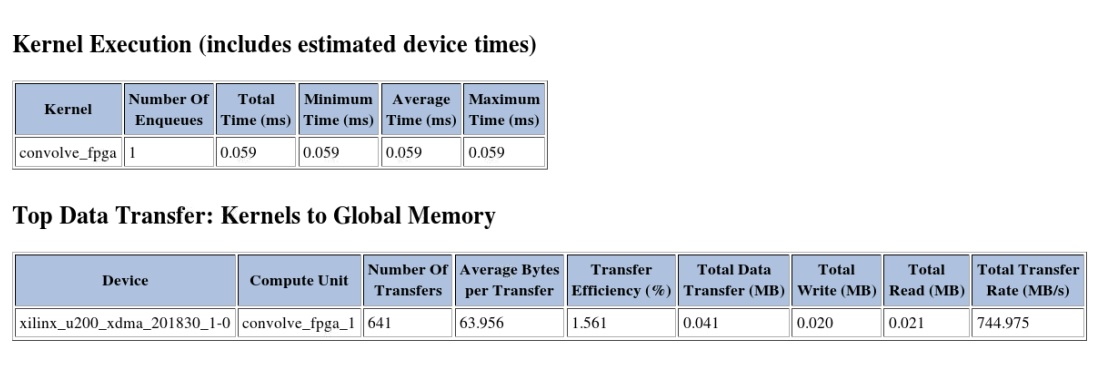 Kernel Execution (includes estimated device times)
Kernel Number Of Enqueues Total Time (ms) Minimum Time (ms) Average Time (ms) Maximum Time (ms)
convolve_fpga 1 0.059 0.059 0.059 0.059
Top Data Transfer: Kernels to Global Memory
Device Compute Unit Number Of Transfers Average Bytes per Transfer Transfer Efficiency (%) Total Data Transfer (MB) Total Write (MB) Total Read (MB) Total Transfer Rate (MB/s)
xilinx_u200_xdma_201830_1-0 convolve_fpga_1 641 63.956 1.561 0.041 0.020 0.021 744.975